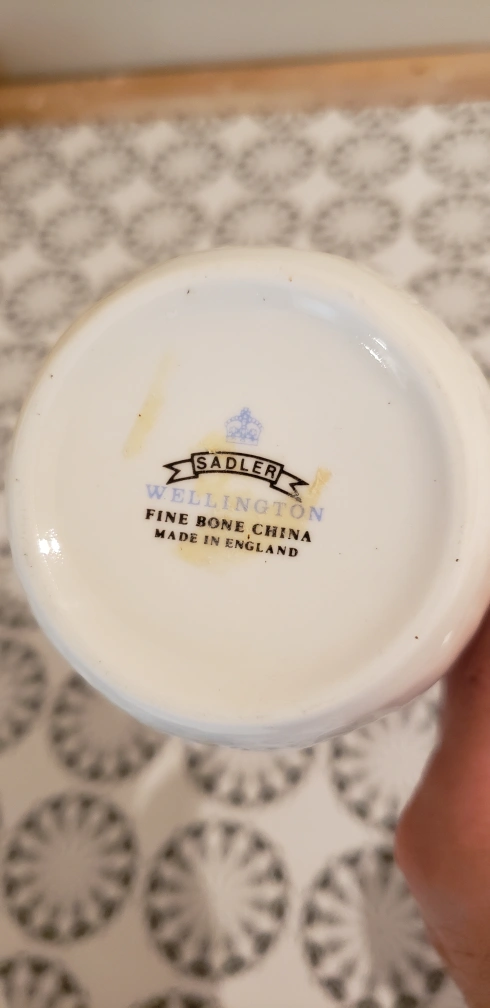 SADLER
WELLINGTON
FINE BONE CHINA
MADE IN ENGLAND